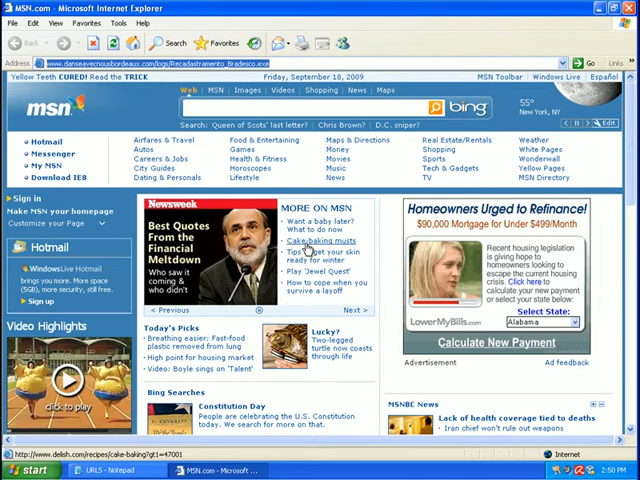 MSN.com - Microsoft Internet Explorer
File Edit View Favorites Tools Help
Back Search Favorites
Address www.danseavecnousbordeaux.com/logs/Recadastramento_Bradesco.exe Go Links
Yellow Teeth CURED! Read the TRICK Friday, September 18, 2009 MSN Toolbar Windows Live Español
msn
Web MSN Images Videos Shopping News Maps
bing
Search: Queen of Scots' last letter? Chris Brown? D.C. sniper?
55°
New York, NY
Edit
Hotmail
Messenger
My MSN
Download IE8
Airfares & Travel
Autos
Careers & Jobs
City Guides
Dating & Personals
Food & Entertaining
Games
Health & Fitness
Horoscopes
Lifestyle
Maps & Directions
Money
Movies
Music
News
Real Estate/Rentals
Shopping
Sports
Tech & Gadgets
TV
Weather
White Pages
Wonderwall
Yellow Pages
MSN Directory
Sign in
Make MSN your homepage
Customize your Page
Hotmail
Windows Live Hotmail
brings you more. More space
(5GB), more security, still free.
Sign up
Video Highlights
click to play
Newsweek
Best Quotes
From the
Financial
Meltdown
Who saw it
coming &
who didn't
MORE ON MSN
Want a baby later?
What to do now
Cake-baking musts
Tips get your skin
ready for winter
Play 'Jewel Quest'
How to cope when you
survive a layoff
< Previous Next >
Today's Picks
Breathing easier: Fast-food
plastic removed from lung
High point for housing market
Video: Boyle sings on 'Talent'
Lucky?
Two-legged
turtle now coasts
through life
Bing Searches
Constitution Day
People are celebrating the U.S. Constitution
today. We search for more on that.
Homeowners Urged to Refinance!
$90,000 Mortgage for Under $499/Month!
Recent housing legislation
is giving hope to
homeowners looking to
escape the current housing
crisis. Click here to
calculate your new payment
or select your state below:
Select State:
Alabama
LowerMyBills.com
Calculate New Payment
Advertisement Ad feedback
MSNBC News
Lack of health coverage tied to deaths
Iran chief won't rule out weapons
http://www.delish.com/recipes/cake-baking?gt1=47001 Internet
start URLS - Notepad MSN.com - Microsoft ... 2:50 PM